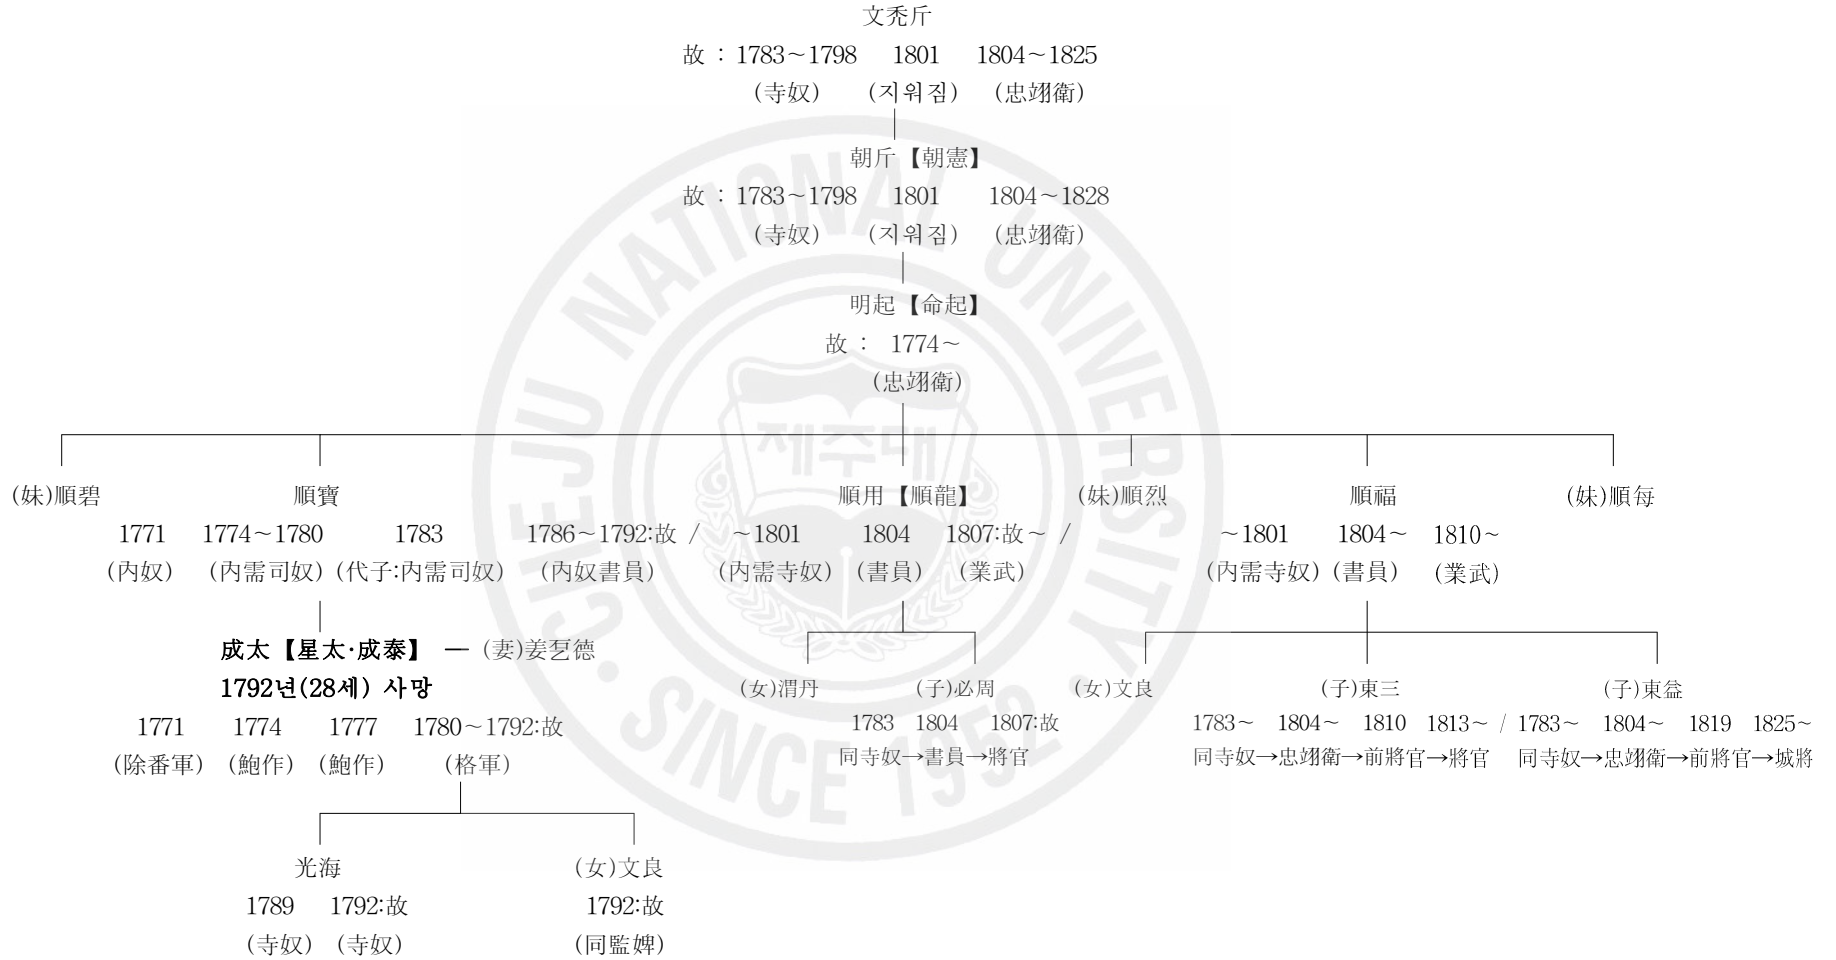 文禿斤
故 : 1783~1798 1801 1804~1825
(寺奴) (지워짐) (忠翊衛)
朝斤【朝憲】
故 : 1783~1798 1801 1804~1828
(寺奴) (지워짐) (忠翊衛)
明起【命起】
故 : 1774~
(忠翊衛)
(妹)順碧 順寶 順用【順龍】 (妹)順烈 順福 (妹)順每
1771 1774~1780 1783 1786~1792:故 / ~1801 1804 1807:故~ / ~1801 1804~ 1810~
(內奴) (內需司奴) (代子:內需司奴) (內奴書員) (內需寺奴) (書員) (業武) (內需寺奴) (書員) (業武)
成太【星太·成泰】 — (妻)姜乭德
1792년(28세) 사망
(女)渭丹 (子)必周 (女)文良 (子)東三 (子)東益
1771 1774 1777 1780~1792:故 1783 1804 1807:故 1783~ 1804~ 1810 1813~ / 1783~ 1804~ 1819 1825~
(除番軍) (鮑作) (鮑作) (格軍) 同寺奴→書員→將官 同寺奴→忠翊衛→前將官→將官 同寺奴→忠翊衛→前將官→城將
光海 (女)文良
1789 1792:故 1792:故
(寺奴) (寺奴) (同監婢)
JEJU NATIONAL UNIVERSITY
제주대
· SINCE 1952 ·